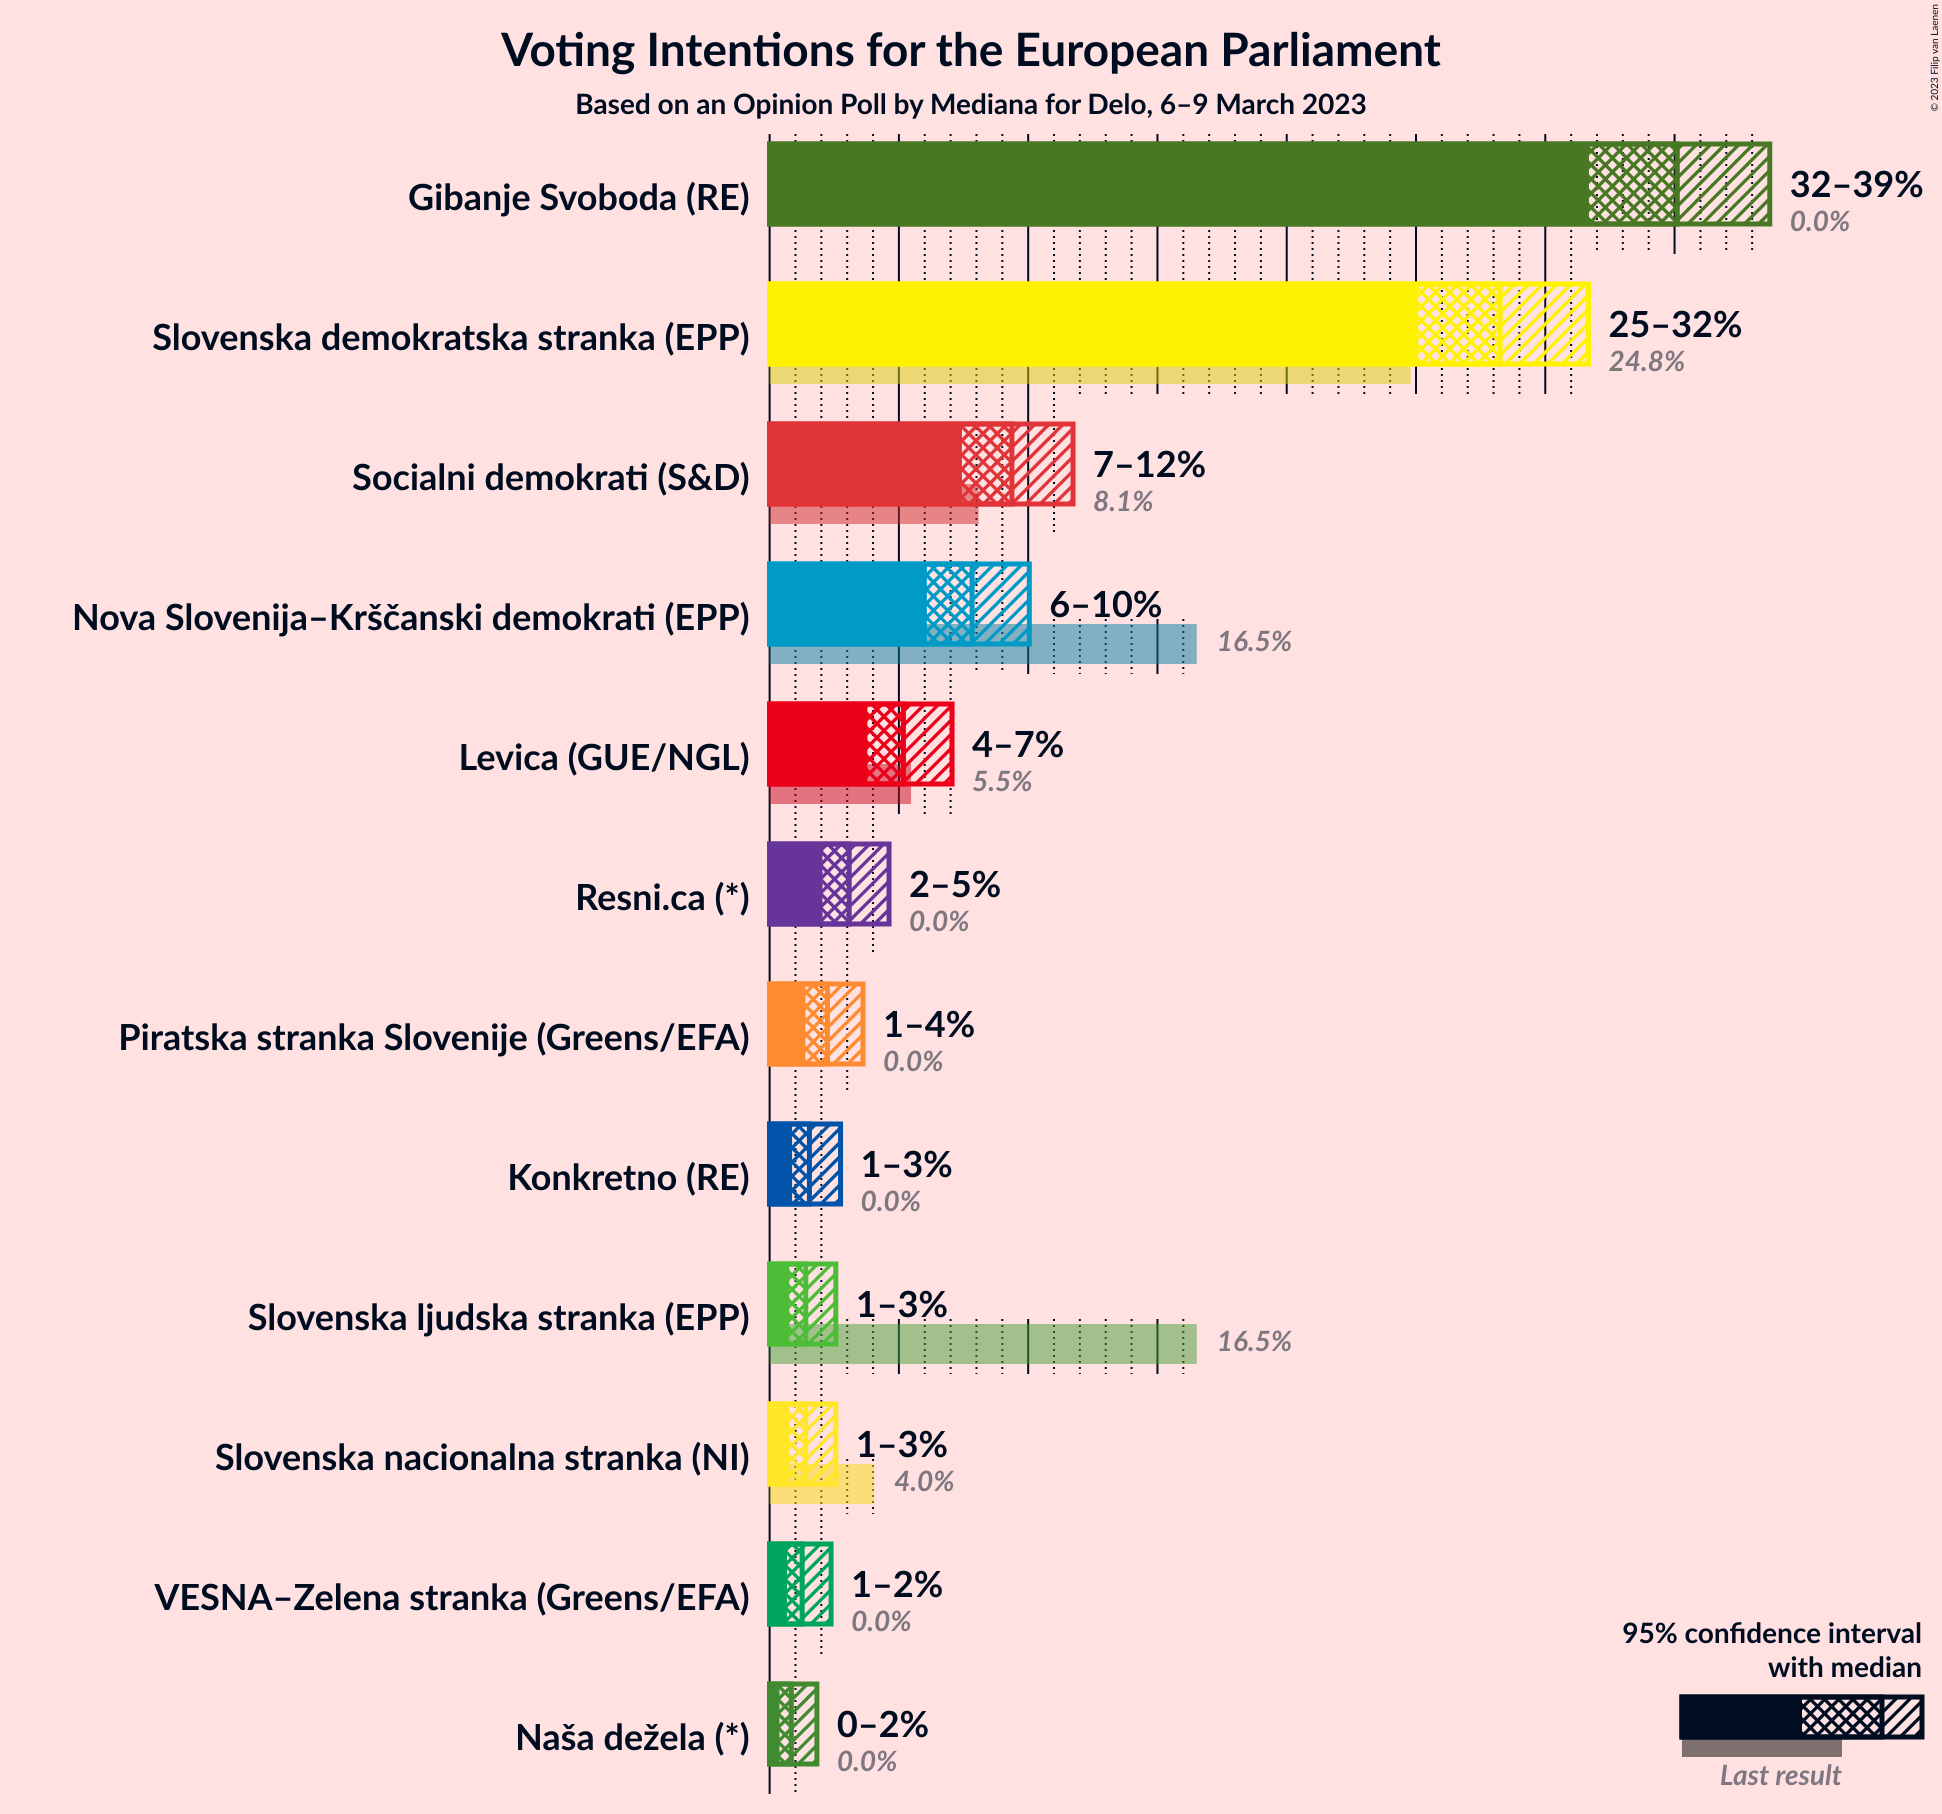 Voting Intentions for the European Parliament
Based on an Opinion Poll by Mediana for Delo, 6–9 March 2023
© 2023 Filip van Laenen
Gibanje Svoboda (RE)
32–39%
0.0%
Slovenska demokratska stranka (EPP)
25–32%
24.8%
Socialni demokrati (S&D)
7–12%
8.1%
Nova Slovenija–Krščanski demokrati (EPP)
6–10%
16.5%
Levica (GUE/NGL)
4–7%
5.5%
Resni.ca (*)
2–5%
0.0%
Piratska stranka Slovenije (Greens/EFA)
1–4%
0.0%
Konkretno (RE)
1–3%
0.0%
Slovenska ljudska stranka (EPP)
1–3%
16.5%
Slovenska nacionalna stranka (NI)
1–3%
4.0%
VESNA–Zelena stranka (Greens/EFA)
1–2%
0.0%
Naša dežela (*)
0–2%
0.0%
95% confidence interval
with median
Last result